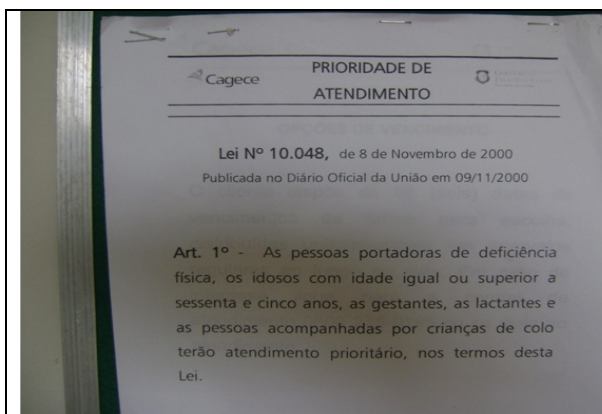 Cagece
PRIORIDADE DE
ATENDIMENTO
Lei Nº 10.048, de 8 de Novembro de 2000
Publicada no Diário Oficial da União em 09/11/2000
Art. 1º - As pessoas portadoras de deficiência
física, os idosos com idade igual ou superior a
sessenta e cinco anos, as gestantes, as lactantes e
as pessoas acompanhadas por crianças de colo
terão atendimento prioritário, nos termos desta
Lei.